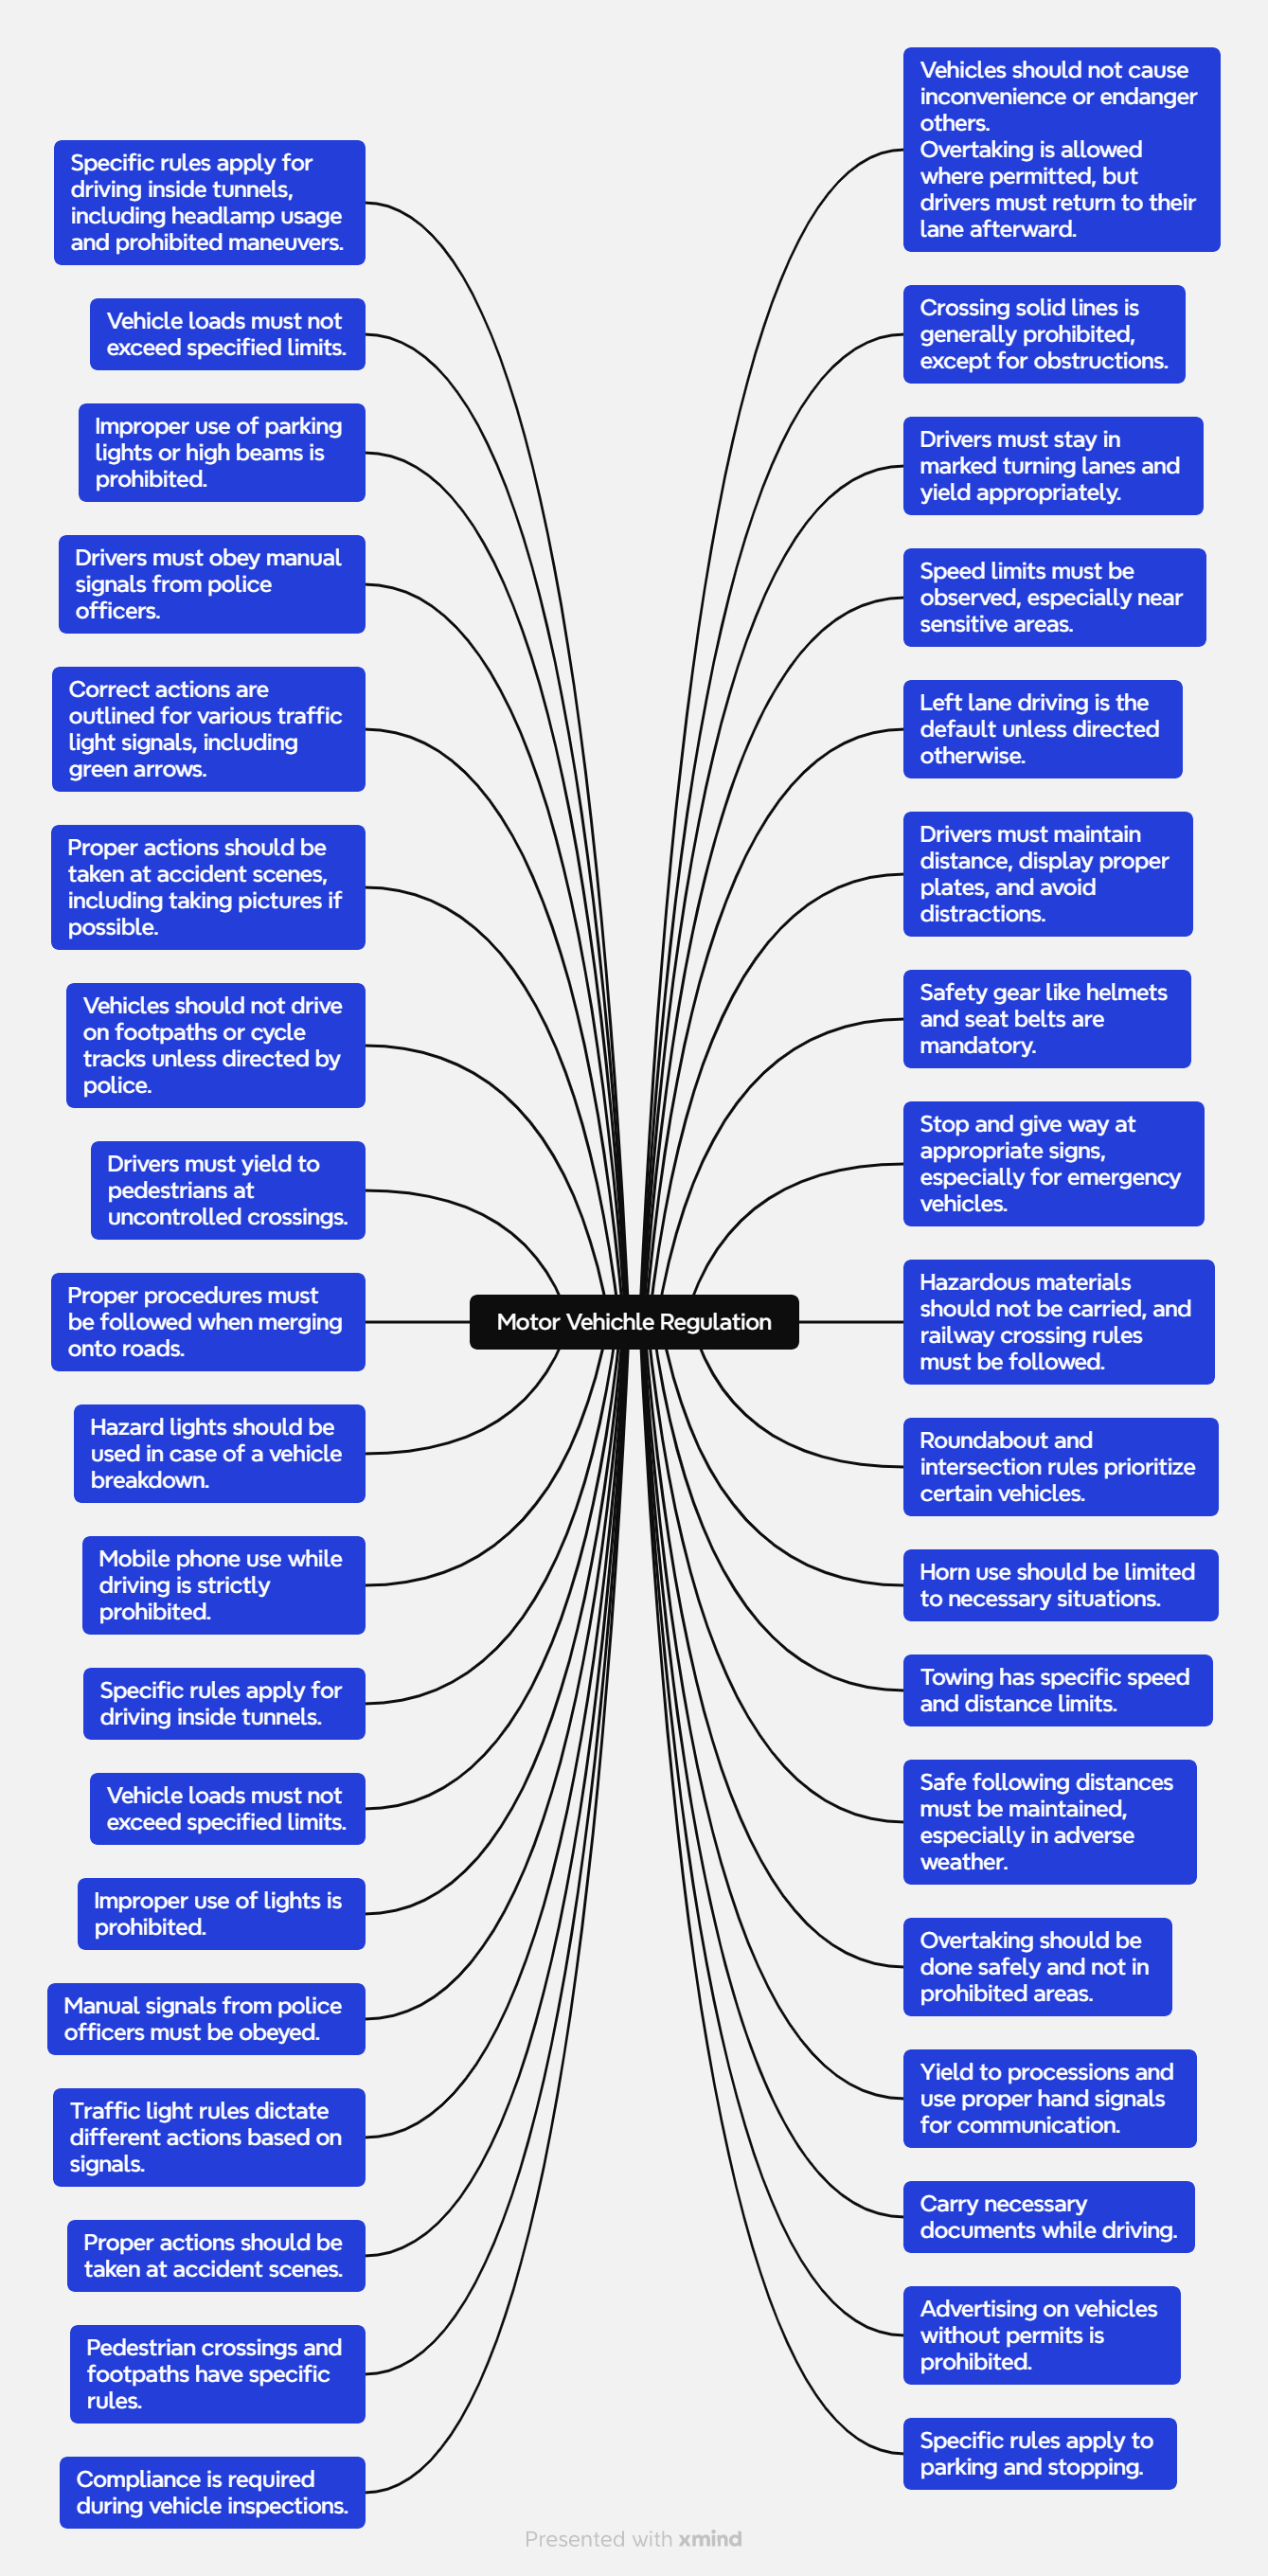 Vehicles should not cause
inconvenience or endanger
others.
Overtaking is allowed
where permitted, but
drivers must return to their
lane afterward.
Crossing solid lines is
generally prohibited,
except for obstructions.
Drivers must stay in
marked turning lanes and
yield appropriately.
Speed limits must be
observed, especially near
sensitive areas.
Left lane driving is the
default unless directed
otherwise.
Drivers must maintain
distance, display proper
plates, and avoid
distractions.
Safety gear like helmets
and seat belts are
mandatory.
Stop and give way at
appropriate signs,
especially for emergency
vehicles.
Hazardous materials
should not be carried, and
railway crossing rules
must be followed.
Roundabout and
intersection rules prioritize
certain vehicles.
Horn use should be limited
to necessary situations.
Towing has specific speed
and distance limits.
Safe following distances
must be maintained,
especially in adverse
weather.
Overtaking should be
done safely and not in
prohibited areas.
Yield to processions and
use proper hand signals
for communication.
Carry necessary
documents while driving.
Advertising on vehicles
without permits is
prohibited.
Specific rules apply to
parking and stopping.
Motor Vehichle Regulation
Specific rules apply for
driving inside tunnels,
including headlamp usage
and prohibited maneuvers.
Vehicle loads must not
exceed specified limits.
Improper use of parking
lights or high beams is
prohibited.
Drivers must obey manual
signals from police
officers.
Correct actions are
outlined for various traffic
light signals, including
green arrows.
Proper actions should be
taken at accident scenes,
including taking pictures if
possible.
Vehicles should not drive
on footpaths or cycle
tracks unless directed by
police.
Drivers must yield to
pedestrians at
uncontrolled crossings.
Proper procedures must
be followed when merging
onto roads.
Hazard lights should be
used in case of a vehicle
breakdown.
Mobile phone use while
driving is strictly
prohibited.
Specific rules apply for
driving inside tunnels.
Vehicle loads must not
exceed specified limits.
Improper use of lights is
prohibited.
Manual signals from police
officers must be obeyed.
Traffic light rules dictate
different actions based on
signals.
Proper actions should be
taken at accident scenes.
Pedestrian crossings and
footpaths have specific
rules.
Compliance is required
during vehicle inspections.
Presented with xmind